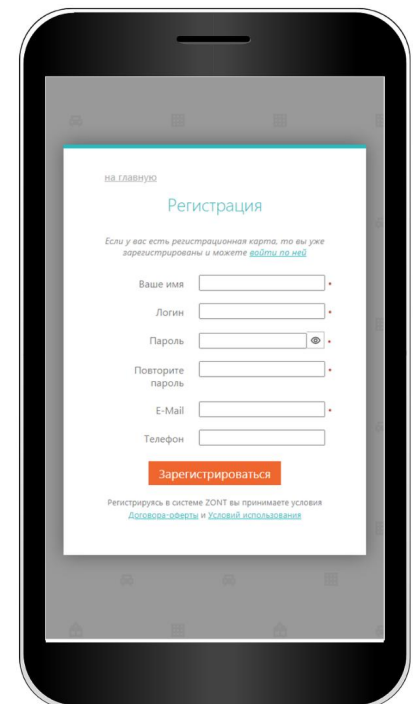 на главную
Регистрация
Если у вас есть регистрационная карта, то вы уже
зарегистрированы и можете войти по ней
Ваше имя
*
Логин
*
Пароль
*
Повторите
*
пароль
E-Mail
*
Телефон
Зарегистрироваться
Регистрируясь в системе ZONT вы принимаете условия
Договора-оферты и Условий использования